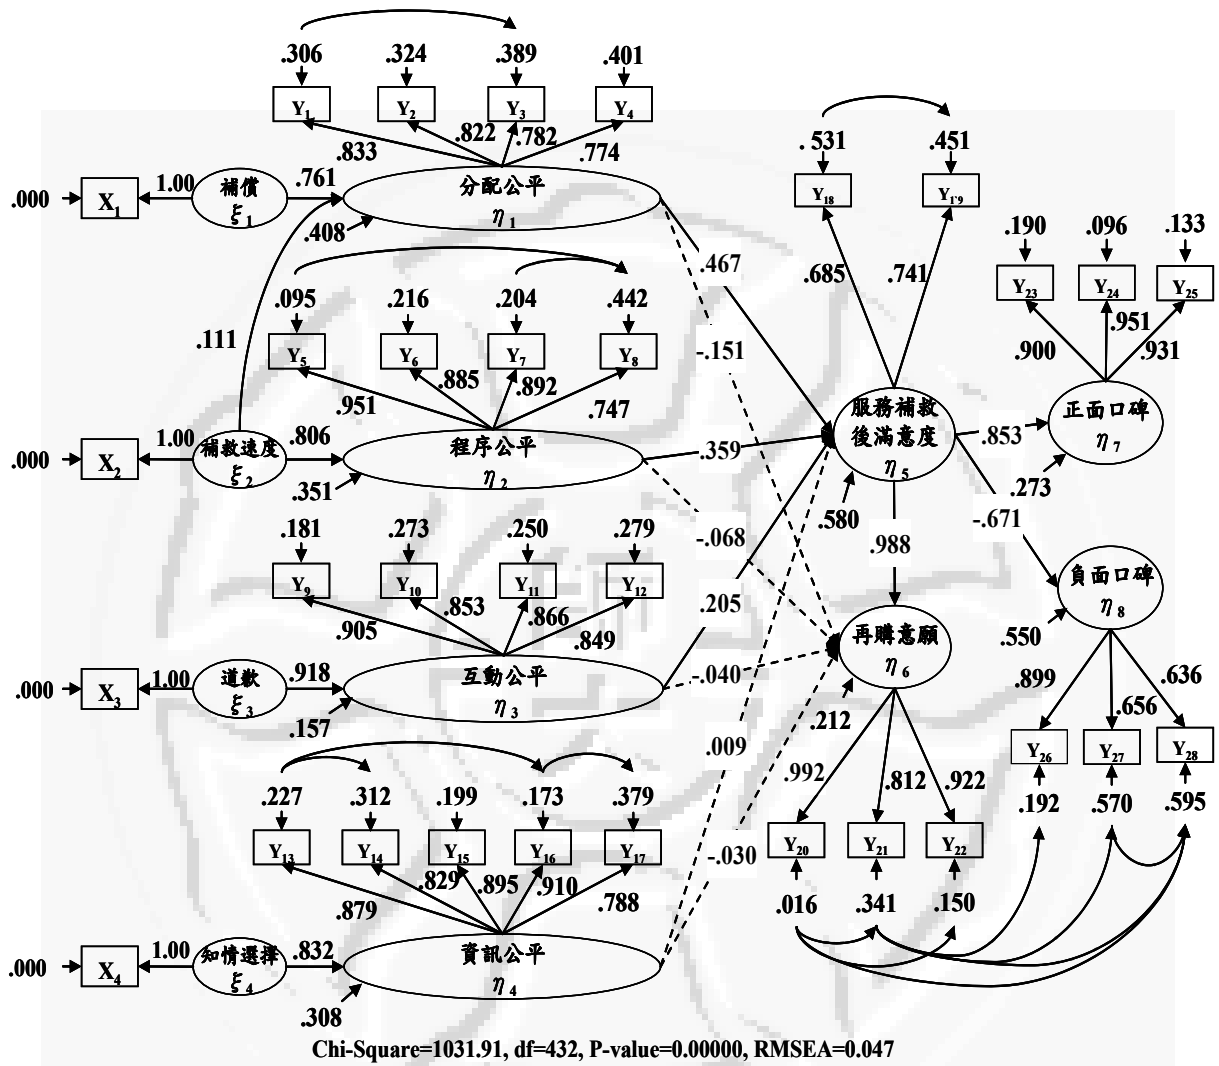 .306 .324 .389 .401
Y1 Y2 Y3 Y4
.833 .822 .782 .774
.000 X1 1.00 補償 ξ1 .761 分配公平 η1
.408
.111
.095 .216 .204 .442
Y5 Y6 Y7 Y8
.951 .885 .892 .747
.000 X2 1.00 補救速度 ξ2 .806 程序公平 η2
.351
.181 .273 .250 .279
Y9 Y10 Y11 Y12
.905 .853 .866 .849
.000 X3 1.00 道歉 ξ3 .918 互動公平 η3
.157
.227 .312 .199 .173 .379
Y13 Y14 Y15 Y16 Y17
.879 .829 .895 .910 .788
.000 X4 1.00 知情選擇 ξ4 .832 資訊公平 η4
.308
.467
-.151
.359
-.068
.205
-.040
.009
-.030
. 531 .451
Y18 Y1`9
.685 .741
服務補救
後滿意度
η5
.580
.988
再購意願
η6
.212
.992 .812 .922
Y20 Y21 Y22
.016 .341 .150
.190 .096 .133
Y23 Y24 Y25
.900 .951 .931
.853
正面口碑
η7
.273
-.671
負面口碑
η8
.550
.899 .656 .636
Y26 Y27 Y28
.192 .570 .595
Chi-Square=1031.91, df=432, P-value=0.00000, RMSEA=0.047